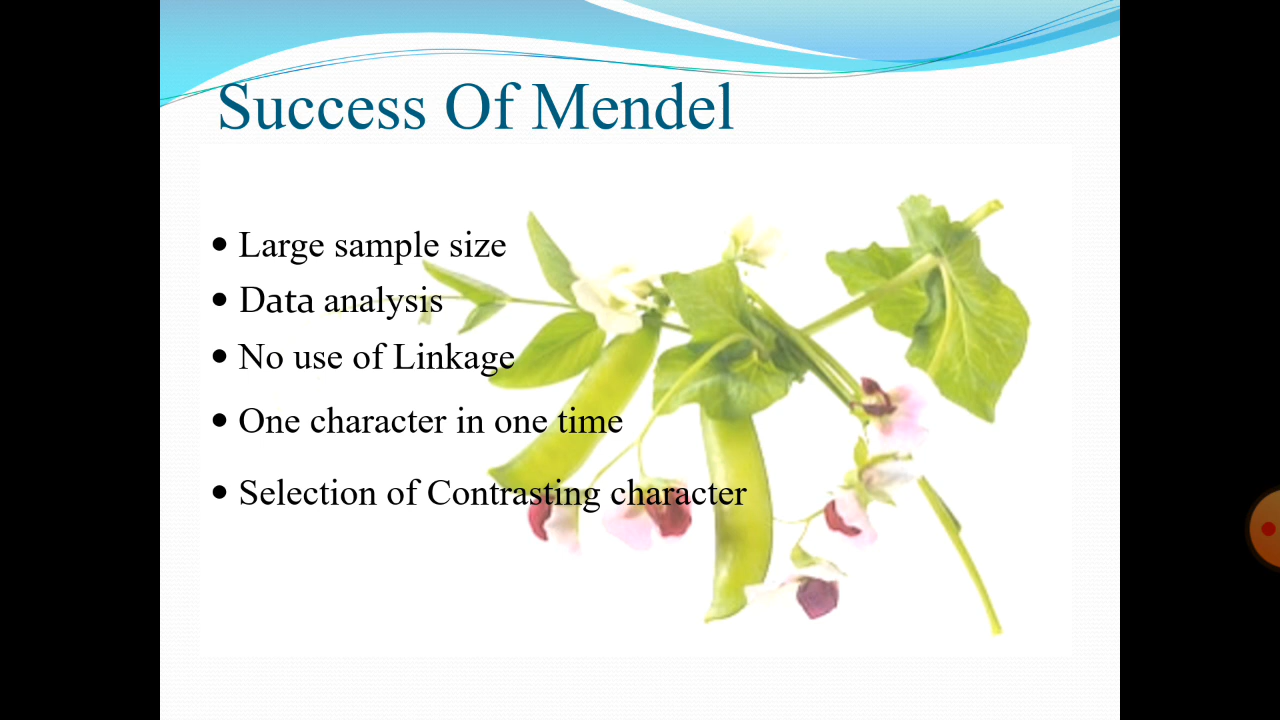 Success Of Mendel
• Large sample size
• Data analysis
• No use of Linkage
• One character in one time
• Selection of Contrasting character